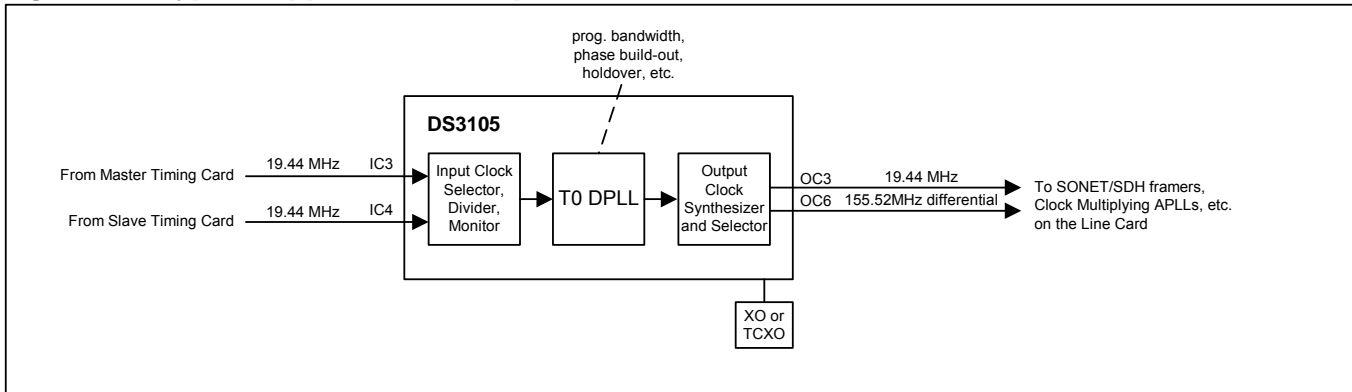 prog. bandwidth,
phase build-out,
holdover, etc.
DS3105
From Master Timing Card
19.44 MHz
IC3
From Slave Timing Card
19.44 MHz
IC4
Input Clock
Selector,
Divider,
Monitor
T0 DPLL
Output
Clock
Synthesizer
and Selector
OC3
19.44 MHz
OC6
155.52MHz differential
To SONET/SDH framers,
Clock Multiplying APLLs, etc.
on the Line Card
XO or
TCXO